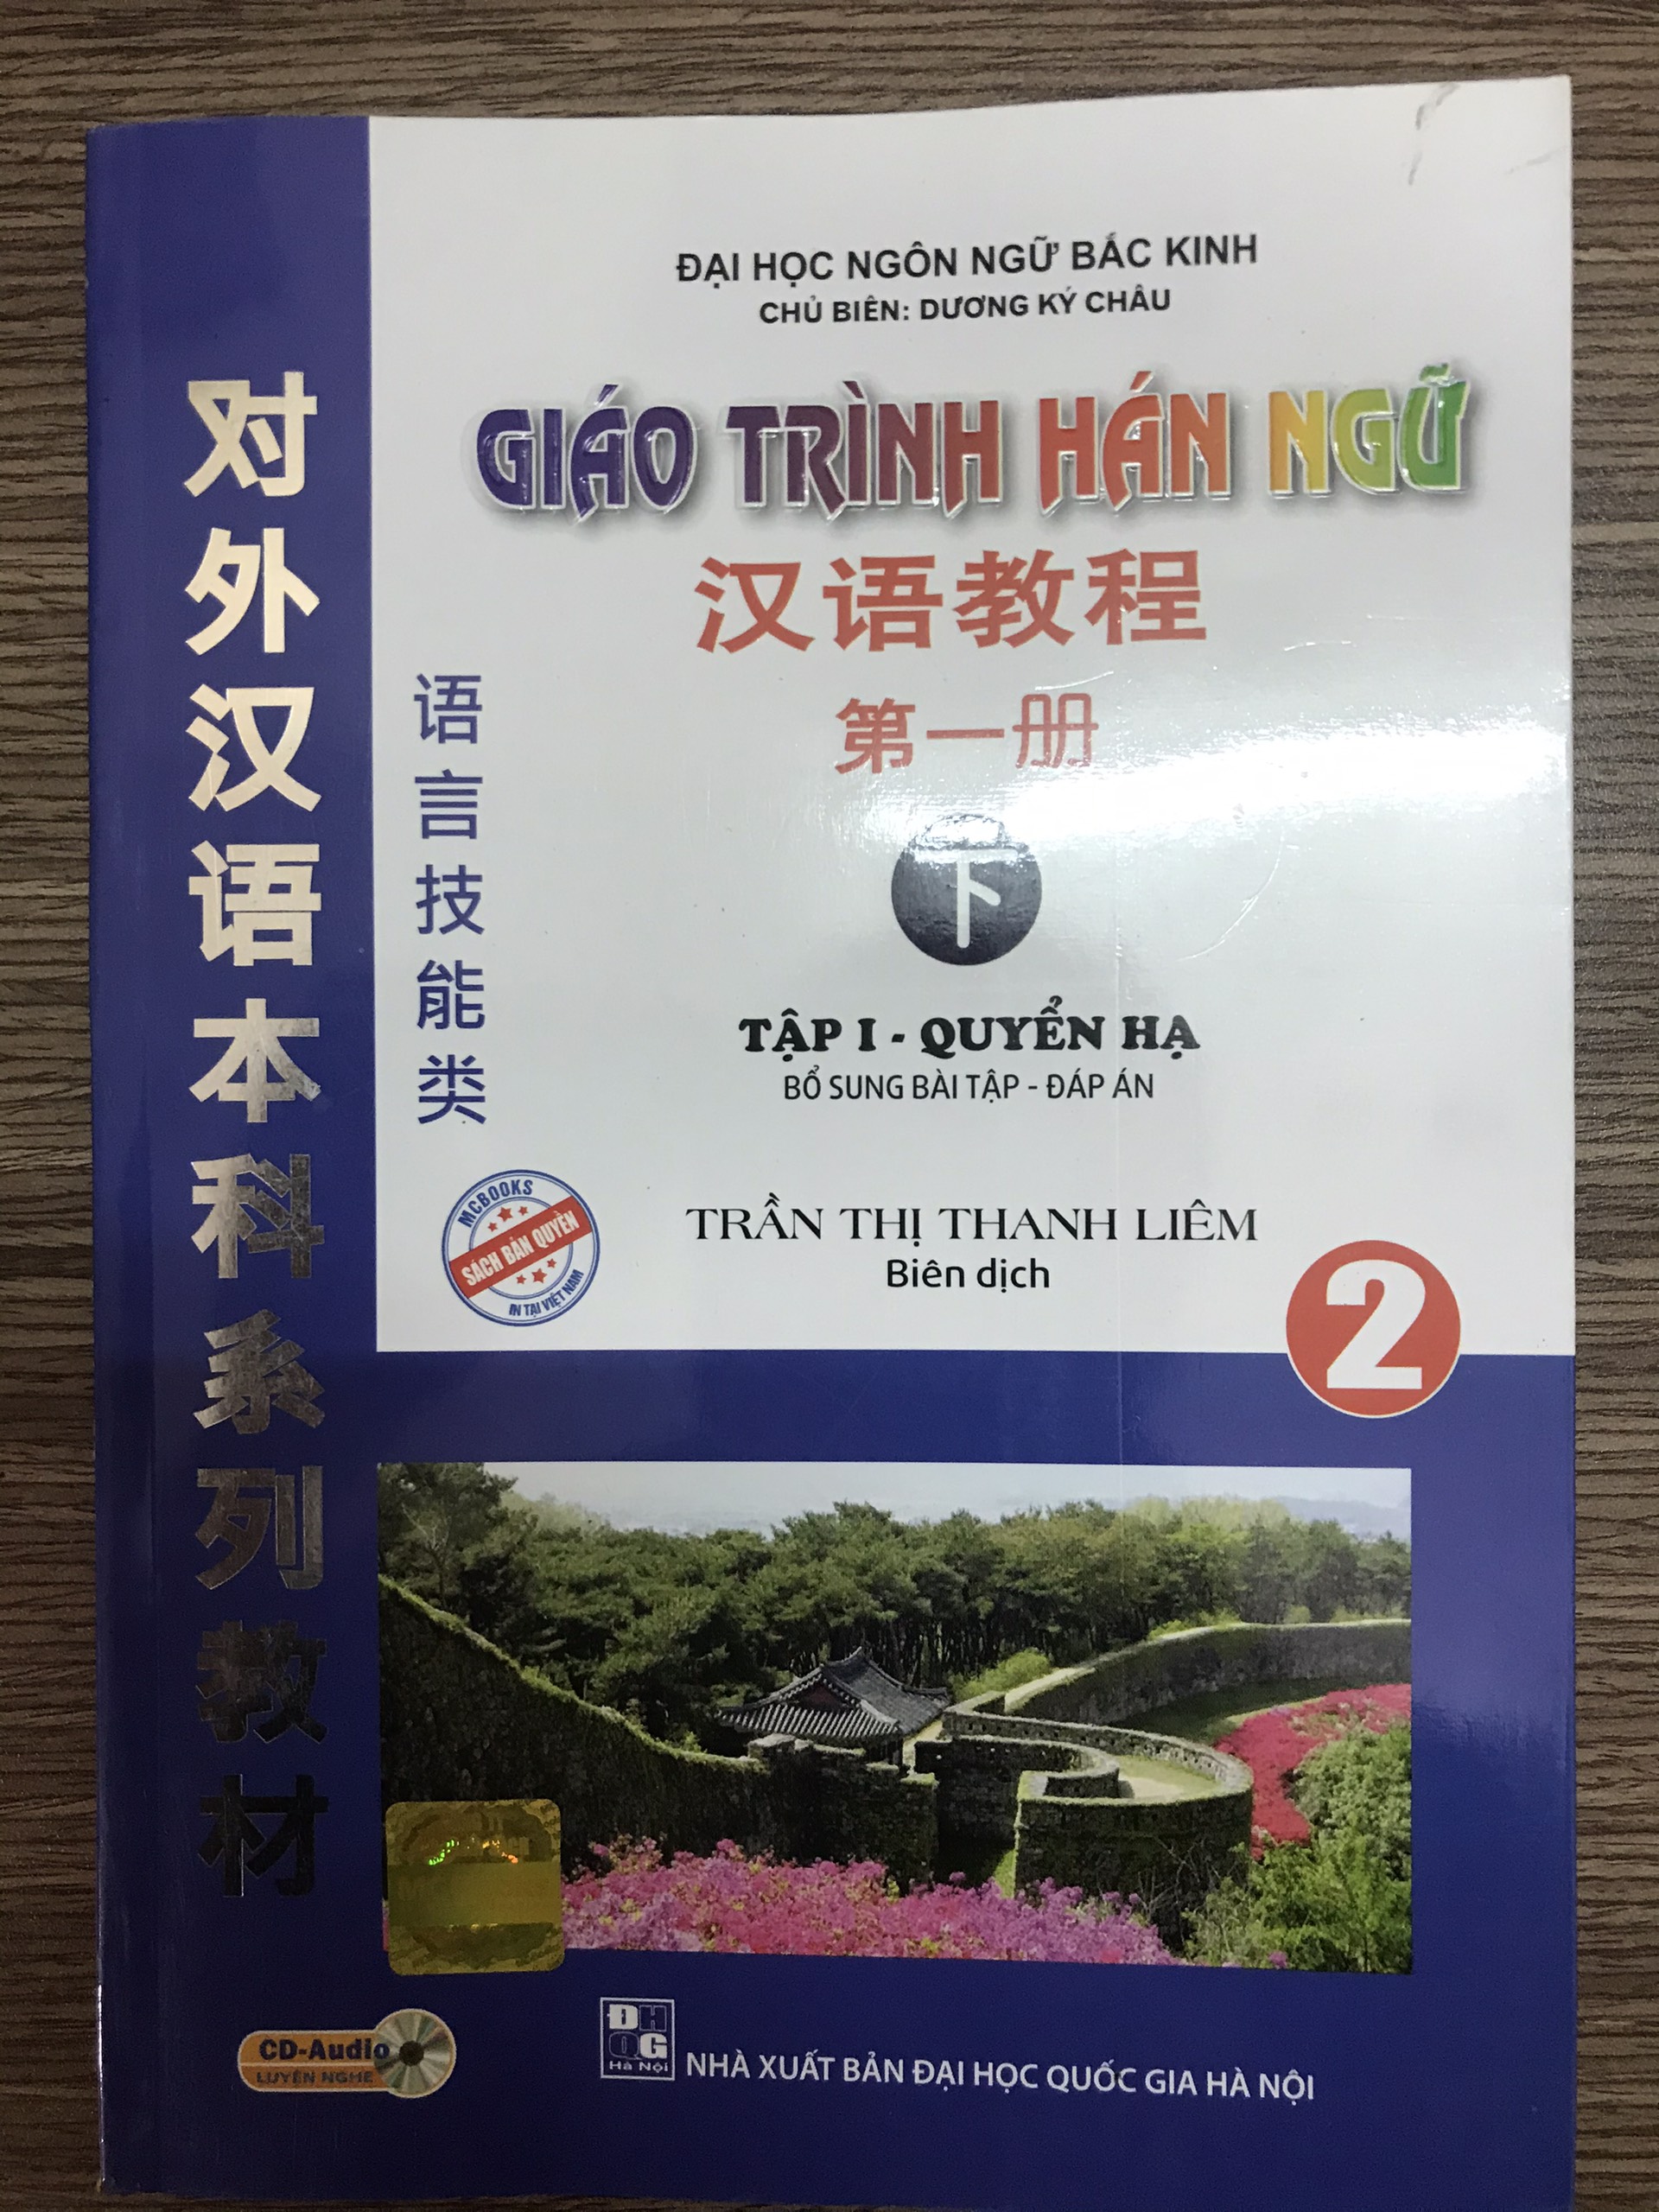 ĐẠI HỌC NGÔN NGỮ BẮC KINH
CHỦ BIÊN: DƯƠNG KÝ CHÂU
GIÁO TRÌNH HÁN NGỮ
汉语教程
第一册
下
TẬP I - QUYỂN HẠ
BỔ SUNG BÀI TẬP - ĐÁP ÁN
TRẦN THỊ THANH LIÊM
Biên dịch
2
对外汉语本科系列教材
语言技能类
MCBOOKS
SÁCH BẢN QUYỀN
IN TẠI VIỆT NAM
CD-Audio
LUYỆN NGHE
ĐH
QG
Hà Nội
NHÀ XUẤT BẢN ĐẠI HỌC QUỐC GIA HÀ NỘI